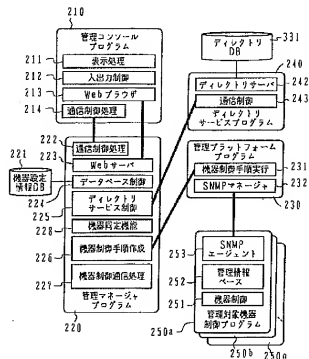 210
管理コンソール
プログラム
211
表示処理
212
入出力制御
213
Webブラウザ
214
通信制御処理
331
ディレクトリ
DB
240
ディレクトリサーバ
242
通信制御
243
ディレクトリ
サービスプログラム
221
機器設定
情報DB
222
通信制御処理
223
Webサーバ
224
データベース制御
225
ディレクトリ
サービス制御
228
機器同定機能
226
機器制御手順作成
227
機器制御通信処理
管理マネージャ
プログラム
220
管理プラットフォーム
プログラム
機器制御手順実行
231
SNMPマネージャ
232
230
253
SNMP
エージェント
252
管理情報
ベース
251
機器制御
管理対象機器
制御プログラム
250a
250b
250n